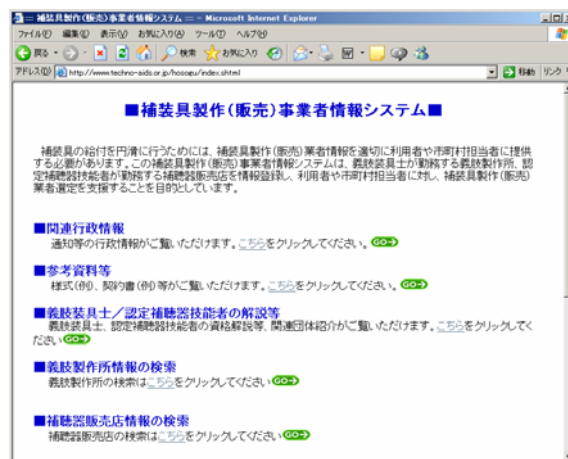 == 補装具製作(販売)事業者情報システム == - Microsoft Internet Explorer
ファイル(F) 編集(E) 表示(V) お気に入り(A) ツール(T) ヘルプ(H)
戻る 検索 お気に入り
アドレス(D) http://www.techno-aids.or.jp/hosogu/index.shtml 移動 リンク
■補装具製作(販売)事業者情報システム■
補装具の給付を円滑に行うためには、補装具製作(販売)業者情報を適切に利用者や市町村担当者に提供
する必要があります。この補装具製作(販売)事業者情報システムは、義肢装具士が勤務する義肢製作所、認
定補聴器技能者が勤務する補聴器販売店を情報登録し、利用者や市町村担当者に対し、補装具製作(販売)
業者選定を支援することを目的としています。
■関連行政情報
通知等の行政情報がご覧いただけます。こちらをクリックしてください。 GO→
■参考資料等
様式(例)、契約書(例)等がご覧いただけます。こちらをクリックしてください。 GO→
■義肢装具士/認定補聴器技能者の解説等
義肢装具士、認定補聴器技能者の資格解説等、関連団体紹介がご覧いただけます。こちらをクリックしてく
ださい GO→
■義肢製作所情報の検索
義肢製作所の検索はこちらをクリックしてください GO→
■補聴器販売店情報の検索
補聴器販売店の検索はこちらをクリックしてください GO→